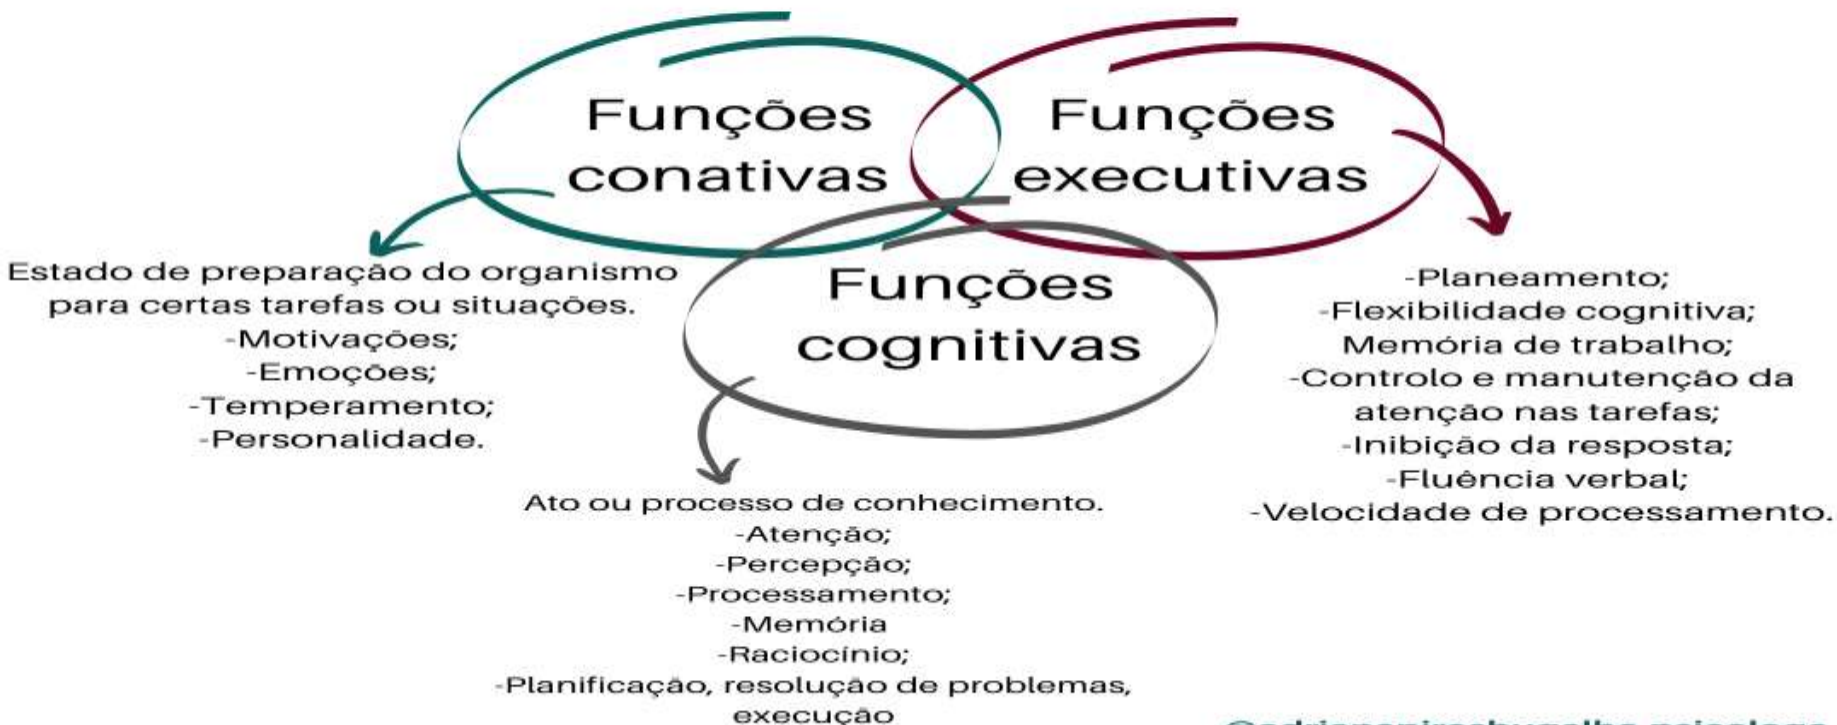 Funções
conativas
Funções
executivas
Funções
cognitivas
Estado de preparação do organismo
para certas tarefas ou situações.
-Motivações;
-Emoções;
-Temperamento;
-Personalidade.
-Planeamento;
-Flexibilidade cognitiva;
Memória de trabalho;
-Controlo e manutenção da
atenção nas tarefas;
-Inibição da resposta;
-Fluência verbal;
-Velocidade de processamento.
Ato ou processo de conhecimento.
-Atenção;
-Percepção;
-Processamento;
-Memória
-Raciocínio;
-Planificação, resolução de problemas,
execução